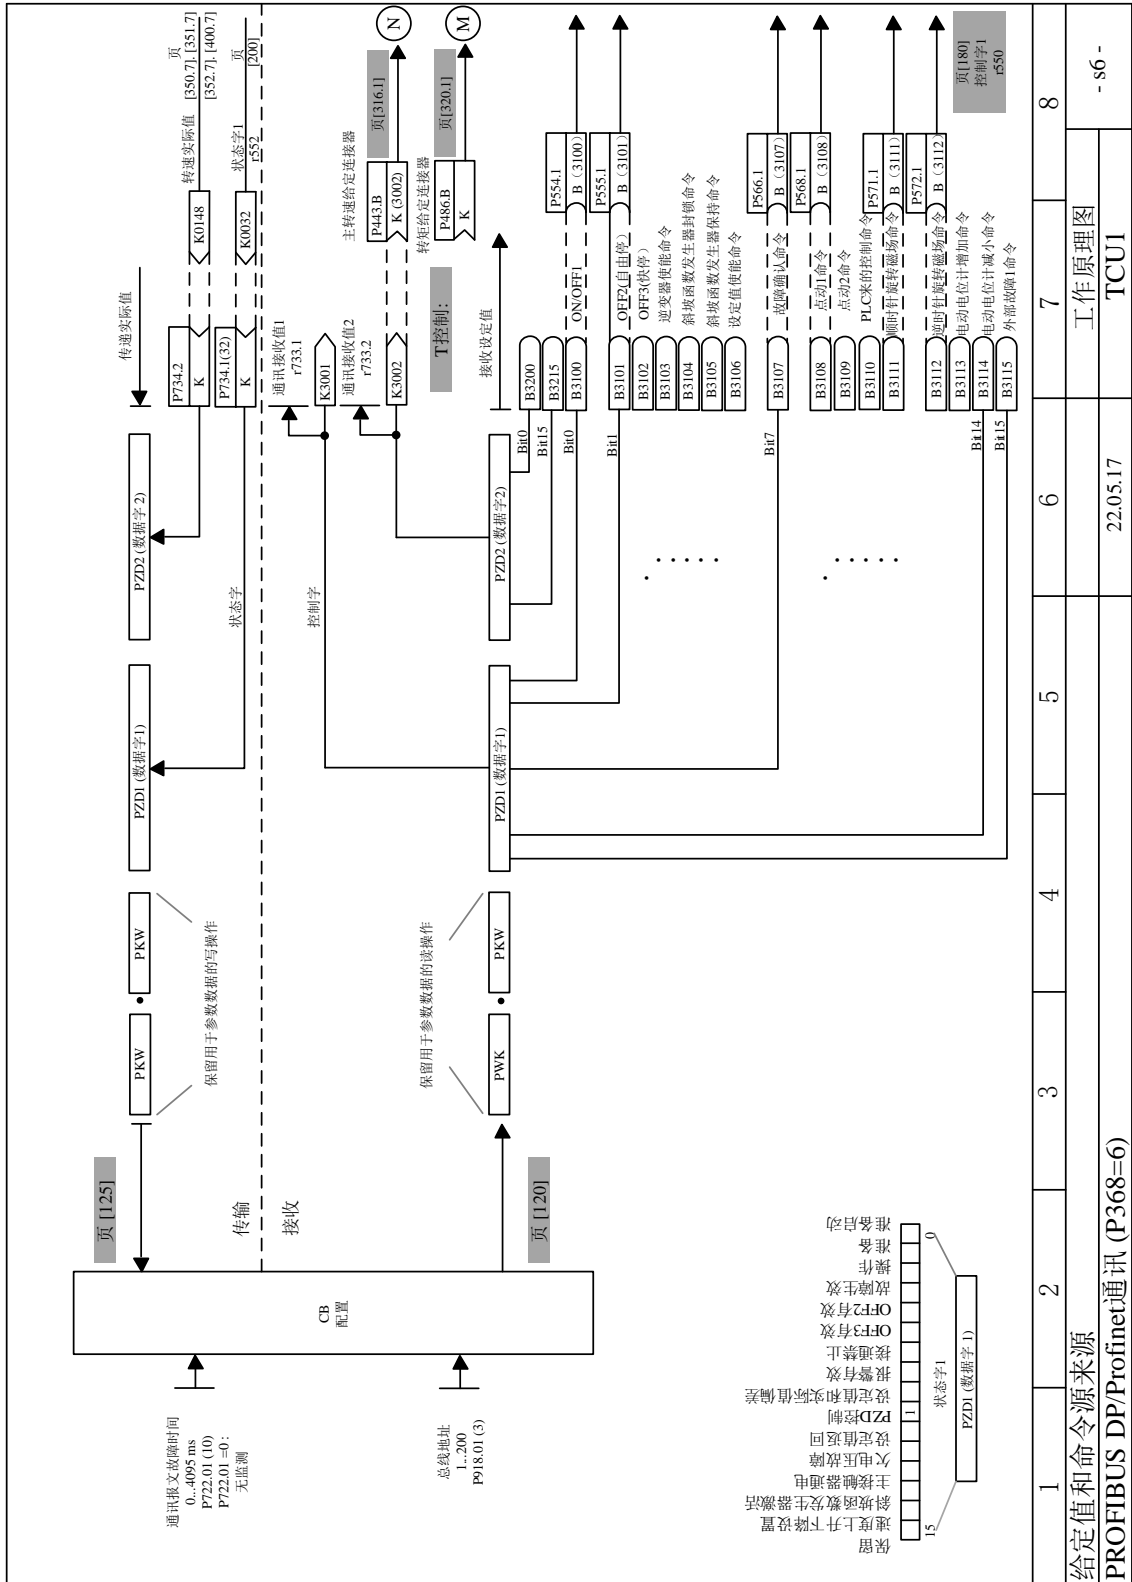 通讯报文故障时间
0...4095 ms
P722.01 (10)
P722.01 =0 :
无监测
总线地址
1...200
P918.01 (3)
CB
配置
页 [125]
页 [120]
传输
接收
PKW
PKW
保留用于参数数据的写操作
PWK
PKW
保留用于参数数据的读操作
PZD1 (数据字1)
PZD2 (数据字 2)
状态字
控制字
PZD1 (数据字1)
PZD2 (数据字2)
传递实际值
P734.2
K
K0148
转速实际值
页
[350.7]. [351.7]
[352.7]. [400.7]
P734.1(32)
K
K0032
状态字1
r552
页
[200]
通讯接收值1
r733.1
K3001
通讯接收值2
r733.2
K3002
主转速给定连接器
P443.B
K (3002)
页[316.1]
N
转矩给定连接器
P486.B
K
页[320.1]
M
T控制:
接收设定值
Bit0
B3200
Bit15
B3215
Bit0
B3100
ON/OFF1
P554.1
B（3100）
Bit1
B3101
OFF2(自由停）
P555.1
B（3101）
B3102
OFF3(快停）
B3103
逆变器使能命令
B3104
斜坡函数发生器封锁命令
B3105
斜坡函数发生器保持命令
B3106
设定值使能命令
Bit7
B3107
故障确认命令
P566.1
B（3107）
B3108
点动1命令
P568.1
B（3108）
B3109
点动2命令
B3110
PLC来的控制命令
B3111
顺时针旋转磁场命令
P571.1
B（3111）
B3112
逆时针旋转磁场命令
P572.1
B（3112）
B3113
电动电位计增加命令
Bit14
B3114
电动电位计减小命令
Bit15
B3115
外部故障1命令
页[180]
控制字1
r550
保留
速度上升下降设置
斜坡函数发生器激活
主接触器通电
欠电压故障
设定值返回
PZD控制
设定值和实际值偏差
报警有效
接通禁止
OFF3有效
OFF2有效
故障生效
操作
准备
准备启动
1
15
0
状态字1
PZD1 (数据字 1)
1
2
3
4
5
6
7
8
给定值和命令源来源
PROFIBUS DP/Profinet通讯 (P368=6)
22.05.17
工作原理图
TCU1
- s6 -